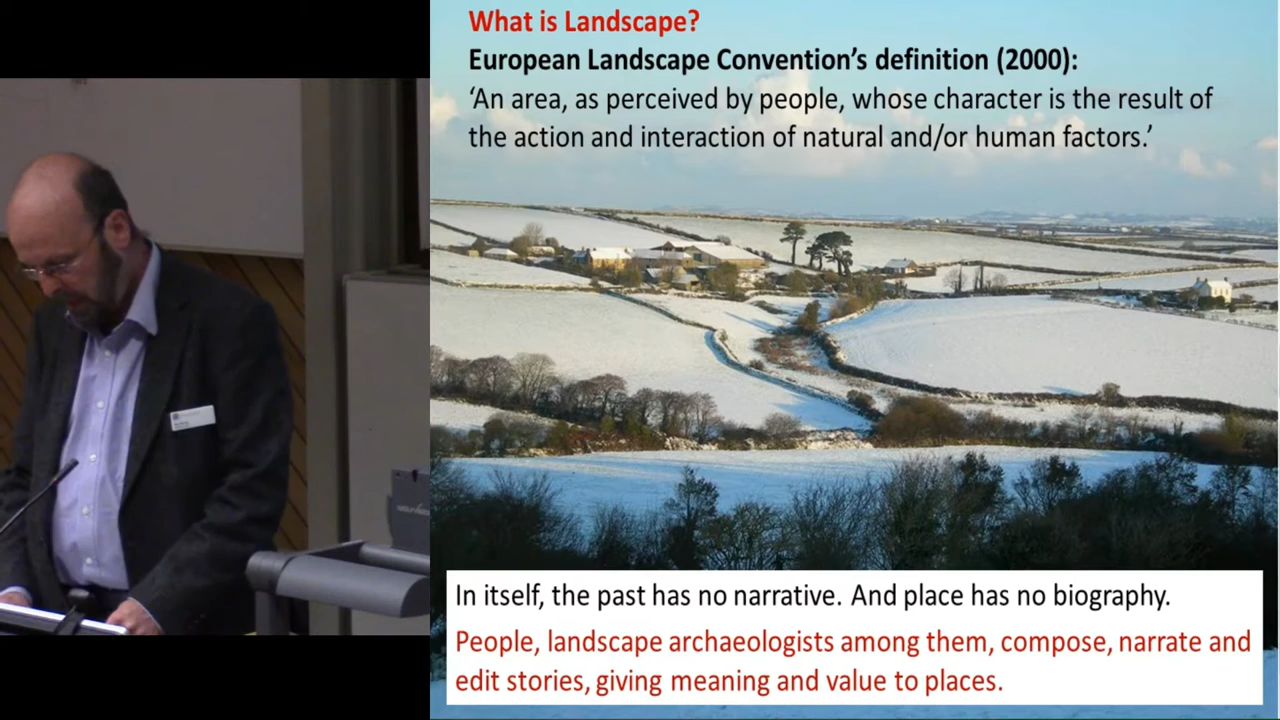 What is Landscape?
European Landscape Convention's definition (2000):
'An area, as perceived by people, whose character is the result of
the action and interaction of natural and/or human factors.'
In itself, the past has no narrative. And place has no biography.
People, landscape archaeologists among them, compose, narrate and
edit stories, giving meaning and value to places.